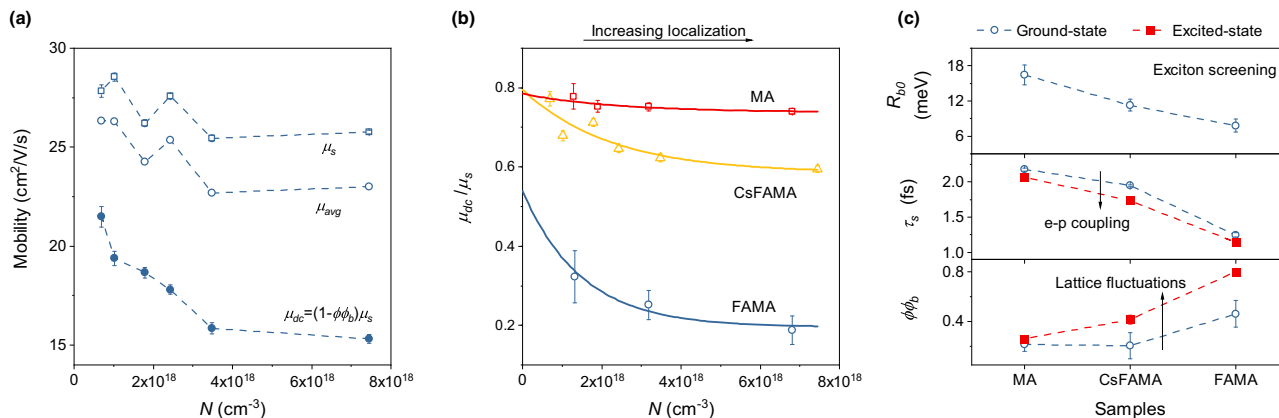 (a)
Mobility (cm²/V/s)
30
25
20
15
μs
μavg
μdc=(1-ϕϕb)μs
0
2x10¹⁸
4x10¹⁸
6x10¹⁸
8x10¹⁸
N (cm⁻³)
(b)
Increasing localization
μdc /μs
0.8
0.6
0.4
0.2
MA
CsFAMA
FAMA
0
2x10¹⁸
4x10¹⁸
6x10¹⁸
8x10¹⁸
N (cm⁻³)
(c)
Ground-state
Excited-state
Rb0
(meV)
18
12
6
Exciton screening
τs (fs)
2.0
1.5
1.0
e-p coupling
ϕϕb
0.8
0.4
Lattice fluctuations
MA
CsFAMA
FAMA
Samples